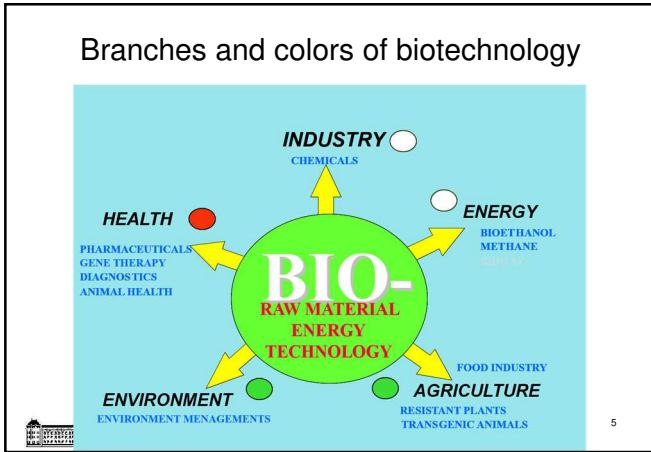 Branches and colors of biotechnology
INDUSTRY
CHEMICALS
HEALTH
PHARMACEUTICALS
GENE THERAPY
DIAGNOSTICS
ANIMAL HEALTH
ENERGY
BIOETHANOL
METHANE
BIO-
RAW MATERIAL
ENERGY
TECHNOLOGY
ENVIRONMENT
ENVIRONMENT MENAGEMENTS
FOOD INDUSTRY
AGRICULTURE
RESISTANT PLANTS
TRANSGENIC ANIMALS
5